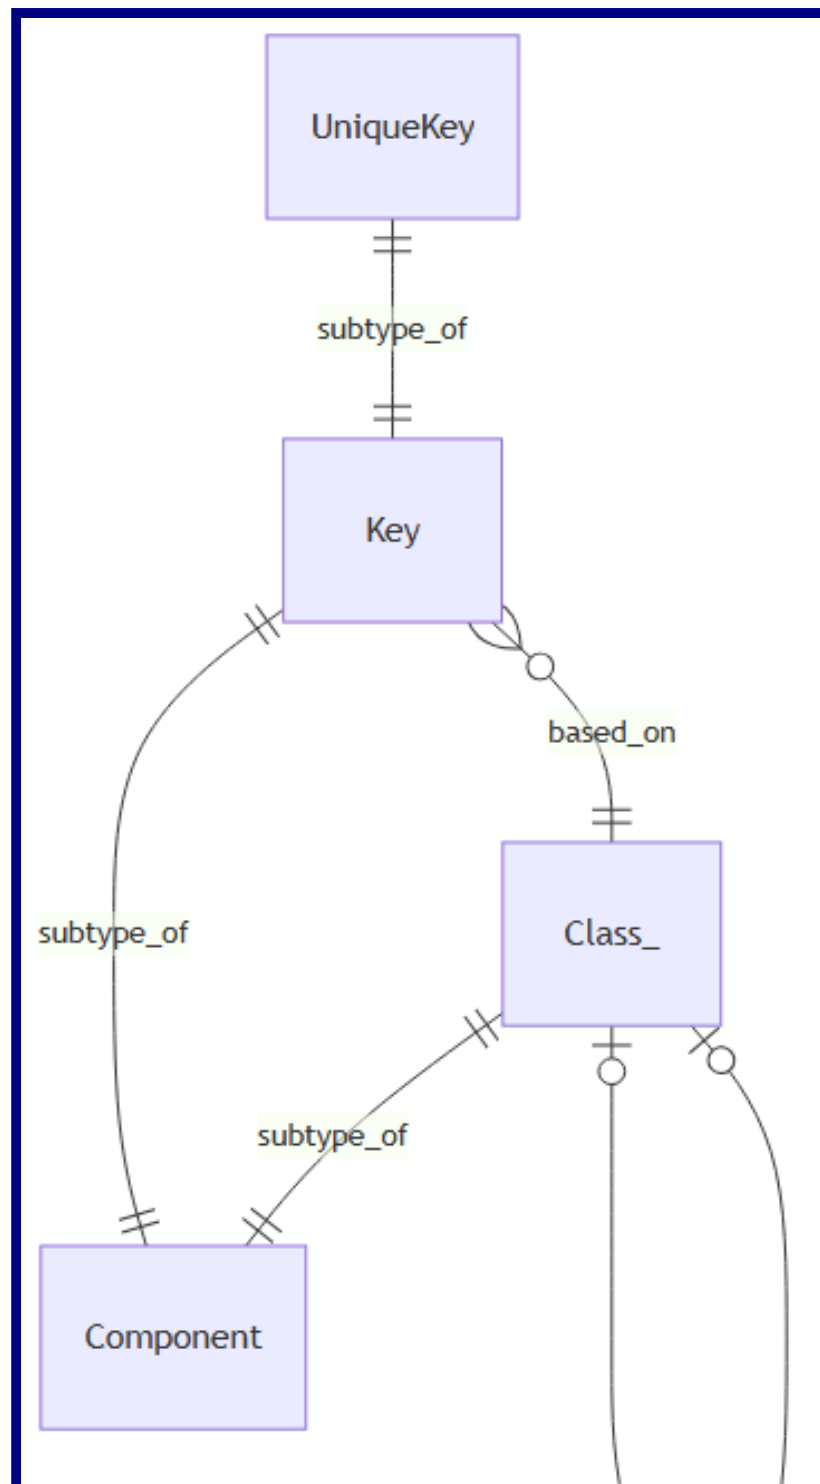 UniqueKey
subtype_of
Key
based_on
subtype_of
Class_
subtype_of
Component